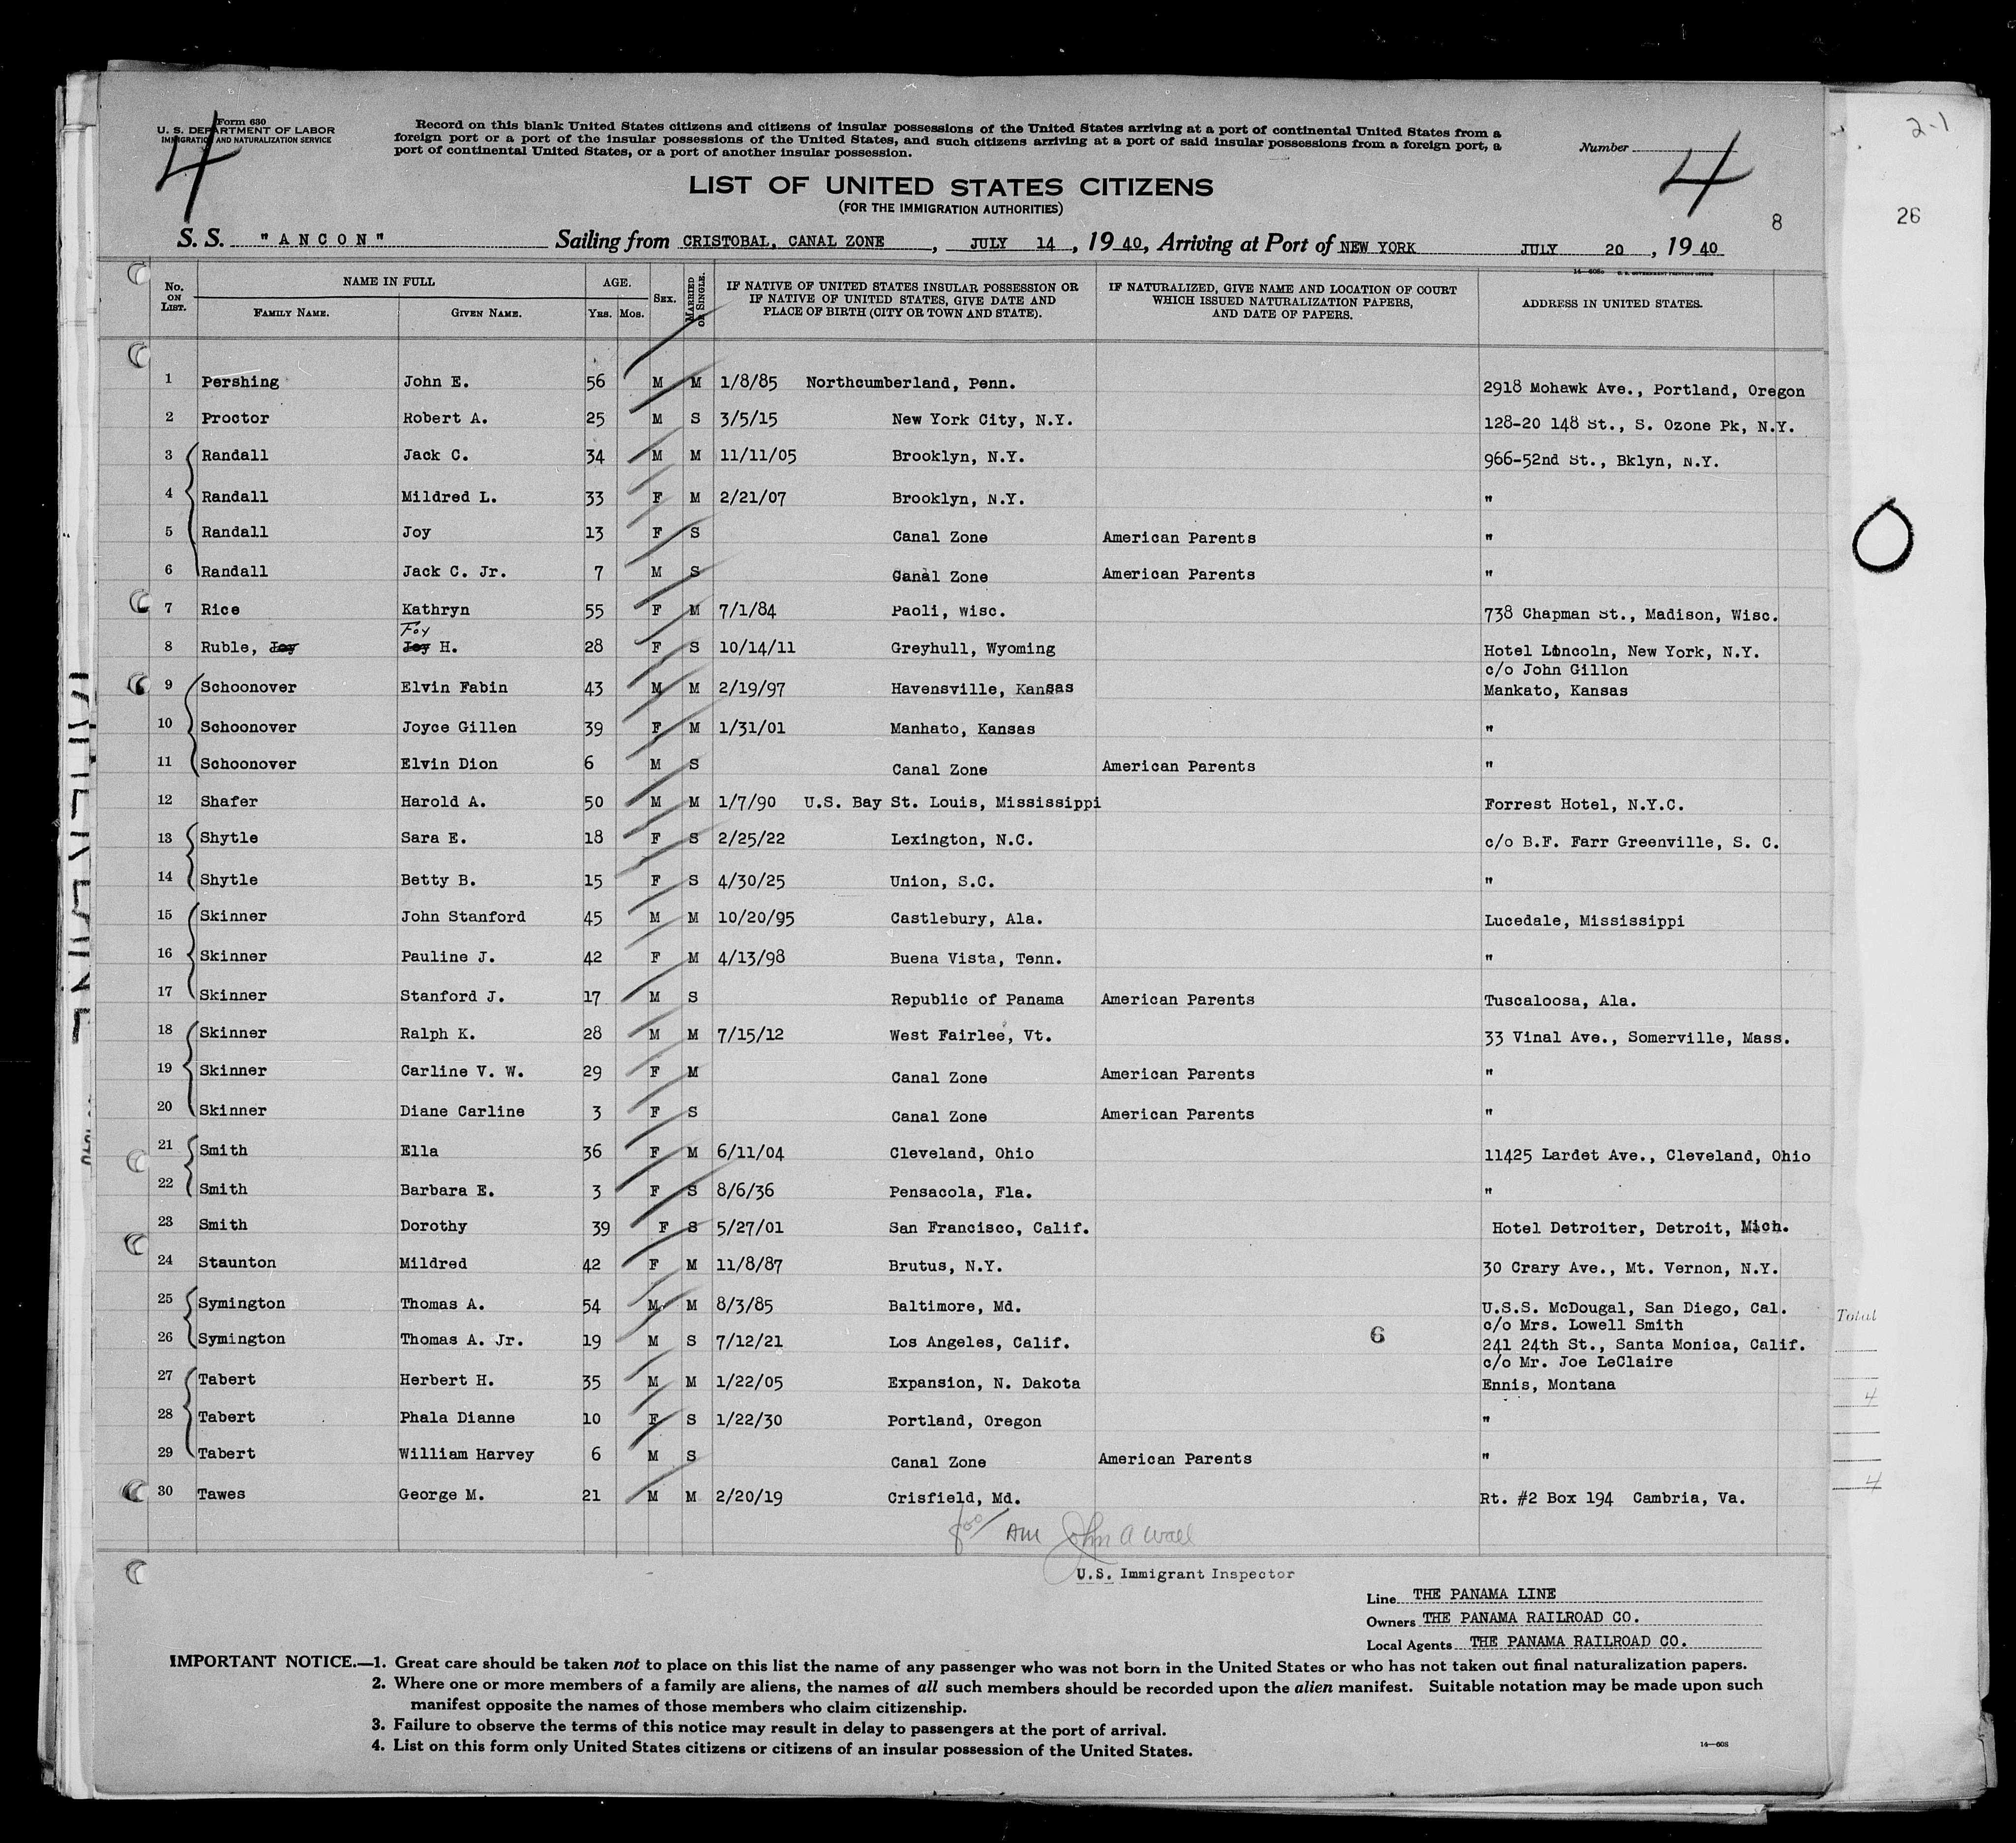 4
Form 630
U. S. DEPARTMENT OF LABOR
IMMIGRATION AND NATURALIZATION SERVICE
Record on this blank United States citizens and citizens of insular possessions of the United States arriving at a port of continental United States from a
foreign port or a port of the insular possessions of the United States, and such citizens arriving at a port of said insular possessions from a foreign port, a
port of continental United States, or a port of another insular possession.
Number
4
2-1
LIST OF UNITED STATES CITIZENS
(FOR THE IMMIGRATION AUTHORITIES)
8
26
S. S. "ANCON" Sailing from CRISTOBAL, CANAL ZONE, JULY 14, 1940, Arriving at Port of NEW YORK JULY 20, 1940
No. ON LIST. NAME IN FULL FAMILY NAME. GIVEN NAME. AGE. YRS. MOS. SEX. MARRIED OR SINGLE. IF NATIVE OF UNITED STATES INSULAR POSSESSION OR IF NATIVE OF UNITED STATES, GIVE DATE AND PLACE OF BIRTH (CITY OR TOWN AND STATE). IF NATURALIZED, GIVE NAME AND LOCATION OF COURT WHICH ISSUED NATURALIZATION PAPERS, AND DATE OF PAPERS. ADDRESS IN UNITED STATES.
1 Pershing John E. 56 M M 1/8/85 Northcumberland, Penn. 2918 Mohawk Ave., Portland, Oregon
2 Proctor Robert A. 25 M S 3/5/15 New York City, N.Y. 128-20 148 St., S. Ozone Pk, N.Y.
3 Randall Jack C. 34 M M 11/11/05 Brooklyn, N.Y. 966-52nd St., Bklyn, N.Y.
4 Randall Mildred L. 33 F M 2/21/07 Brooklyn, N.Y. "
5 Randall Joy 13 F S Canal Zone American Parents "
6 Randall Jack C. Jr. 7 M S Canal Zone American Parents "
7 Rice Kathryn 55 F M 7/1/84 Paoli, Wisc. 738 Chapman St., Madison, Wisc.
Foy
8 Ruble, Joy Joy H. 28 F S 10/14/11 Greyhull, Wyoming Hotel Lincoln, New York, N.Y.
c/o John Gillon
9 Schoonover Elvin Fabin 43 M M 2/19/97 Havensville, Kansas Mankato, Kansas
10 Schoonover Joyce Gillen 39 F M 1/31/01 Manhato, Kansas "
11 Schoonover Elvin Dion 6 M S Canal Zone American Parents "
12 Shafer Harold A. 50 M M 1/7/90 U.S. Bay St. Louis, Mississippi Forrest Hotel, N.Y.C.
13 Shytle Sara E. 18 F S 2/25/22 Lexington, N.C. c/o B.F. Farr Greenville, S. C.
14 Shytle Betty B. 15 F S 4/30/25 Union, S.C. "
15 Skinner John Stanford 45 M M 10/20/95 Castlebury, Ala. Lucedale, Mississippi
16 Skinner Pauline J. 42 F M 4/13/98 Buena Vista, Tenn. "
17 Skinner Stanford J. 17 M S Republic of Panama American Parents Tuscaloosa, Ala.
18 Skinner Ralph K. 28 M M 7/15/12 West Fairlee, Vt. 33 Vinal Ave., Somerville, Mass.
19 Skinner Carline V. W. 29 F M Canal Zone American Parents "
20 Skinner Diane Carline 3 F S Canal Zone American Parents "
21 Smith Ella 36 F M 6/11/04 Cleveland, Ohio 11425 Lardet Ave., Cleveland, Ohio
22 Smith Barbara E. 3 F S 8/6/36 Pensacola, Fla. "
23 Smith Dorothy 39 F S 5/27/01 San Francisco, Calif. Hotel Detroiter, Detroit, Mich.
24 Staunton Mildred 42 F M 11/8/87 Brutus, N.Y. 30 Crary Ave., Mt. Vernon, N.Y.
25 Symington Thomas A. 54 M M 8/3/85 Baltimore, Md. U.S.S. McDougal, San Diego, Cal.
c/o Mrs. Lowell Smith
26 Symington Thomas A. Jr. 19 M S 7/12/21 Los Angeles, Calif. 6 241 24th St., Santa Monica, Calif.
c/o Mr. Joe LeClaire
27 Tabert Herbert H. 35 M M 1/22/05 Expansion, N. Dakota Ennis, Montana
28 Tabert Phala Dianne 10 F S 1/22/30 Portland, Oregon "
29 Tabert William Harvey 6 M S Canal Zone American Parents "
30 Tawes George M. 21 M M 2/20/19 Crisfield, Md. Rt. #2 Box 194 Cambria, Va.
Total
4
4
800 AM John A Wall
U.S. Immigrant Inspector
Line THE PANAMA LINE
Owners THE PANAMA RAILROAD CO.
Local Agents THE PANAMA RAILROAD CO.
IMPORTANT NOTICE.—1. Great care should be taken not to place on this list the name of any passenger who was not born in the United States or who has not taken out final naturalization papers.
2. Where one or more members of a family are aliens, the names of all such members should be recorded upon the alien manifest. Suitable notation may be made upon such
manifest opposite the names of those members who claim citizenship.
3. Failure to observe the terms of this notice may result in delay to passengers at the port of arrival.
4. List on this form only United States citizens or citizens of an insular possession of the United States.
14—608